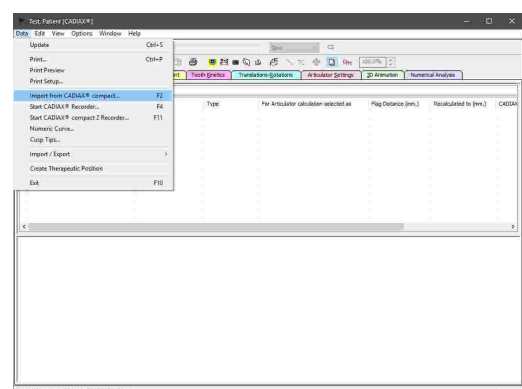 Test, Patient [CADIAX®]
Data Edit View Options Window Help
Update Ctrl+S
Print... Ctrl+P
Print Preview
Print Setup...
Import from CADIAX® compact... F2
Start CADIAX® Recorder... F4
Start CADIAX® compact 2 Recorder... F11
Numeric Curve...
Cusp Tips...
Import / Export
Create Therapeutic Position
Exit F10
Slow
100.0%
Tooth Kinetics Translations-Rotations Articulator Settings 3D Animation Numerical Analysis
Type For Articulator calculation selected as Flag Distance (mm.) Recalculated to (mm.) CADIAX